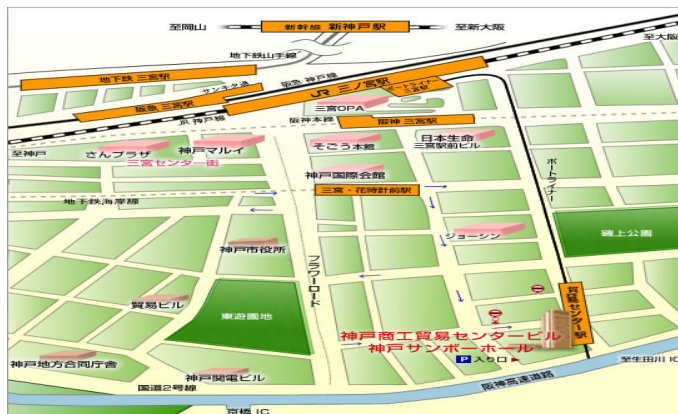 至岡山
新幹線 新神戸駅
至新大阪
地下鉄山手線
至大阪
地下鉄 三宮駅
サンキタ通
阪急 神戸線
JR 三ノ宮駅
ポートライナー
三宮駅
阪急 三宮駅
三宮OPA
JR 神戸線
阪神本線
阪神 三宮駅
至神戸
さんプラザ
神戸マルイ
三宮センター街
そごう本館
日本生命
三宮駅前ビル
神戸国際会館
ポートライナー
三宮・花時計前駅
地下鉄海岸線
ジョーシン
磯上公園
神戸市役所
フラワーロード
貿易ビル
東遊園地
貿易センター駅
神戸商工貿易センタービル
神戸サンボーホール
P 入り口
神戸地方合同庁舎
神戸関電ビル
国道2号線
阪神高速道路
至生田川 IC
京橋 IC